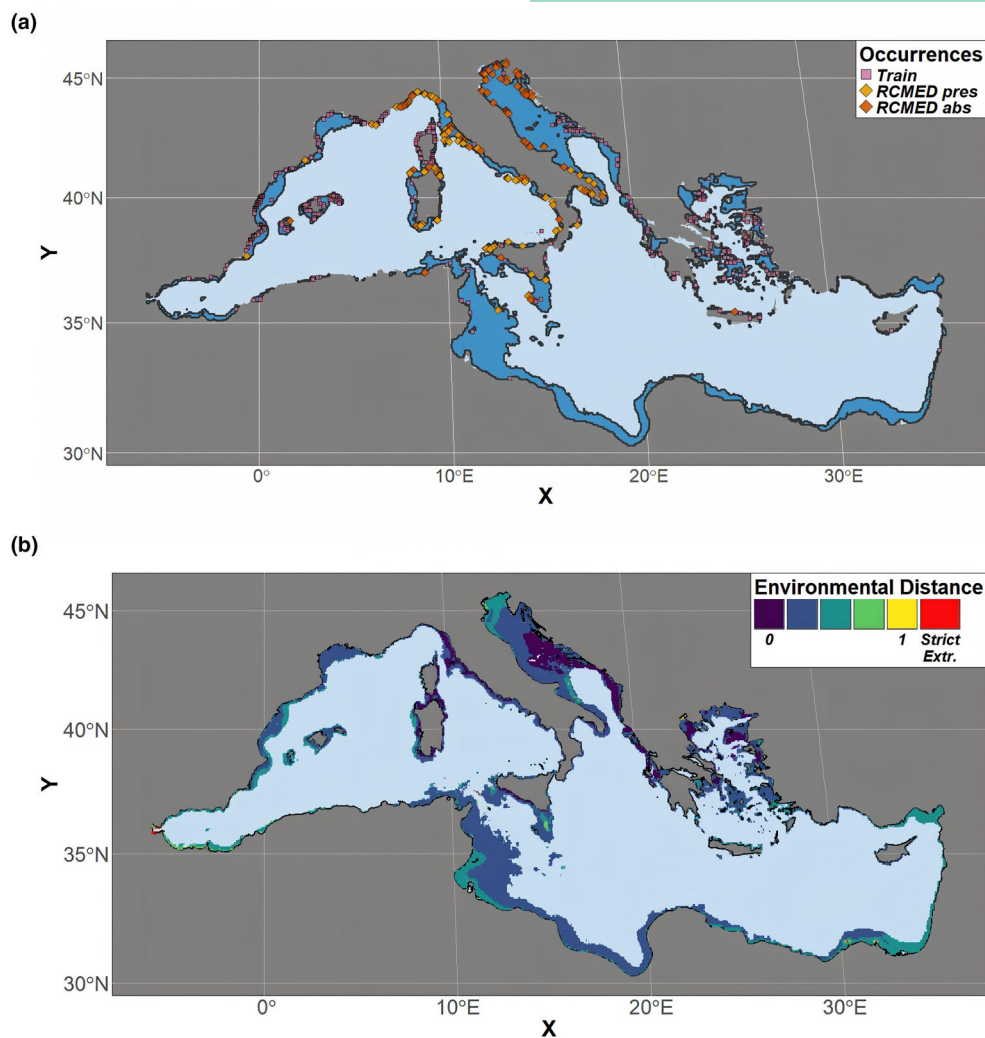 (a)
45°N
40°N
35°N
30°N
Y
Occurrences
Train
RCMED pres
RCMED abs
0°
10°E
20°E
30°E
X
(b)
45°N
40°N
35°N
30°N
Y
Environmental Distance
0
1
Strict
Extr.
0°
10°E
20°E
30°E
X